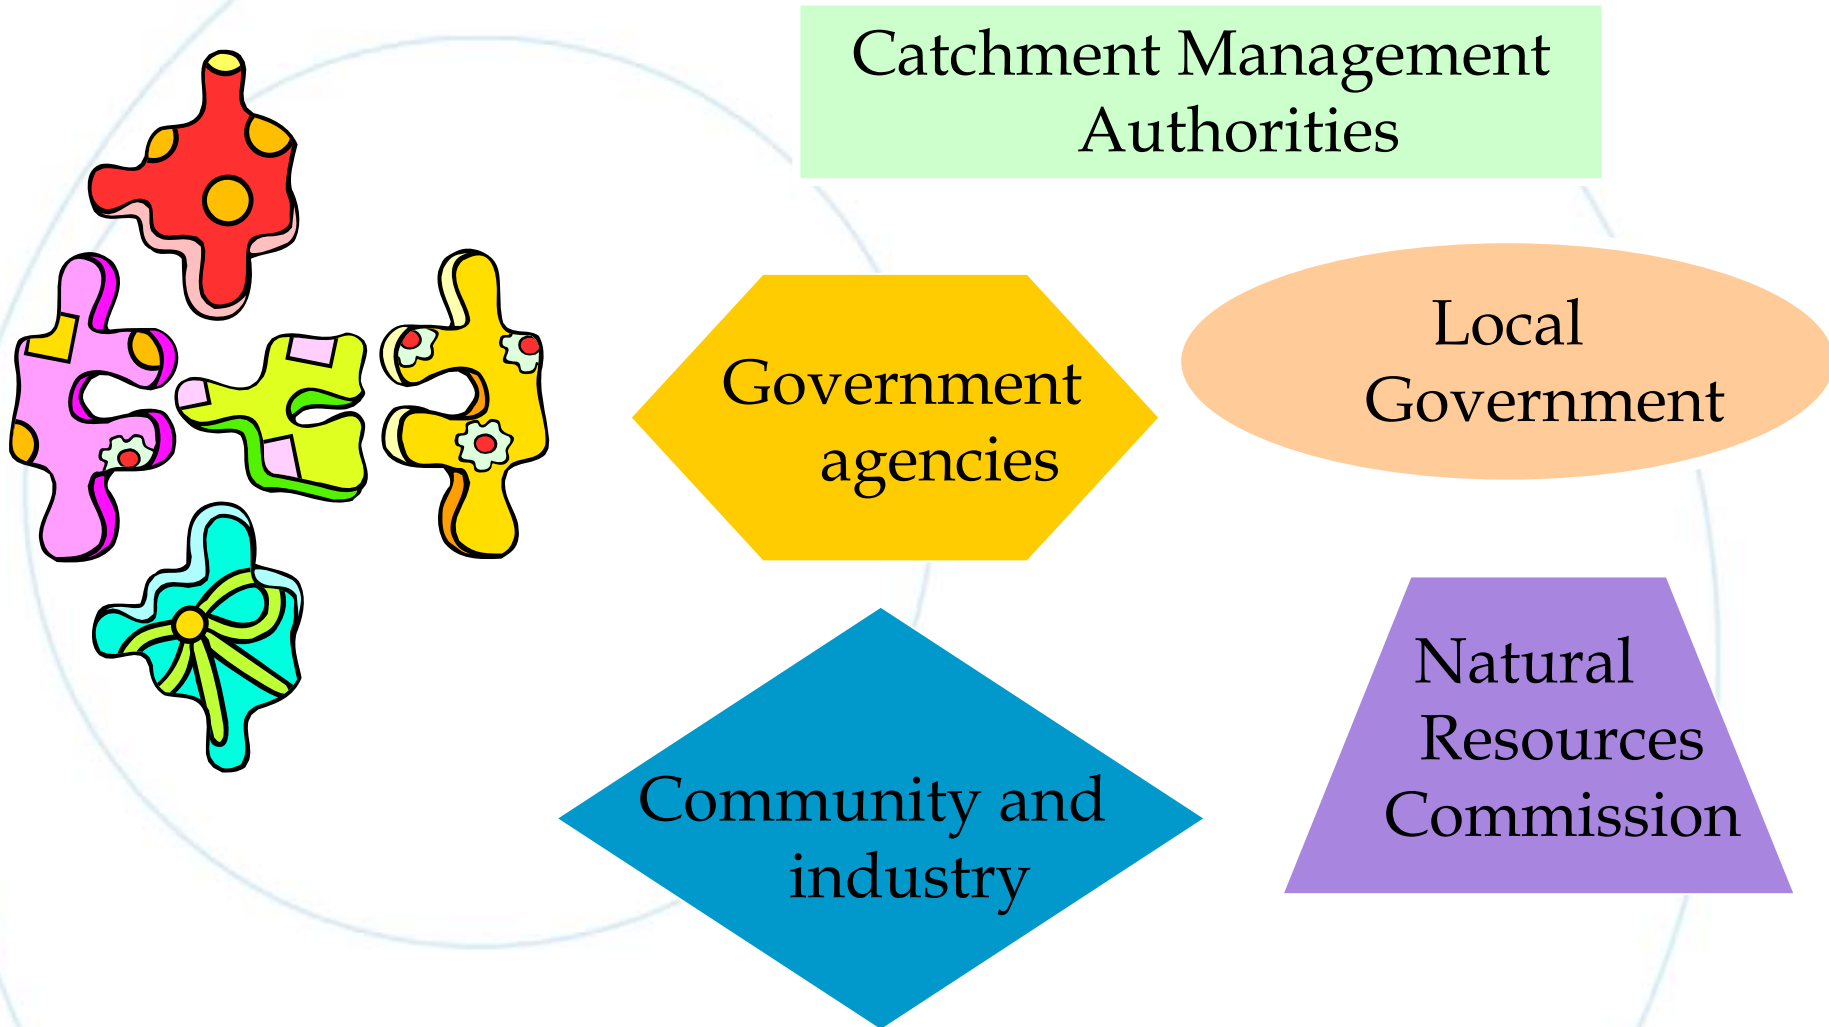 Catchment Management
Authorities
Local
Government
Government
agencies
Natural
Resources
Commission
Community and
industry